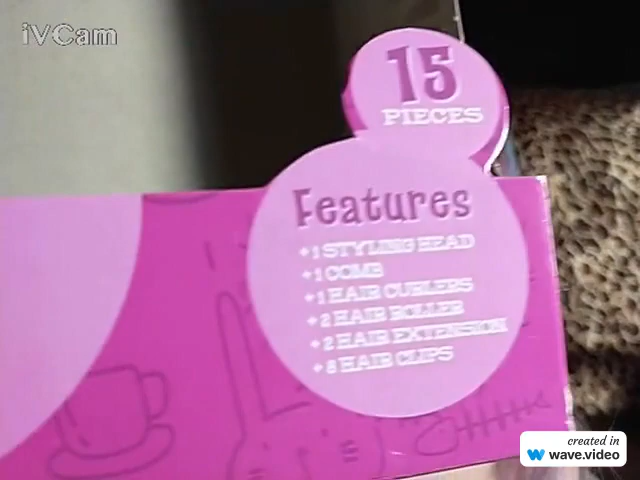 iVCam
15
PIECES
Features
+1 STYLING HEAD
+1 COMB
+1 HAIR CURLERS
+2 HAIR ROLLER
+2 HAIR EXTENSION
+8 HAIR CLIPS
created in
wave.video